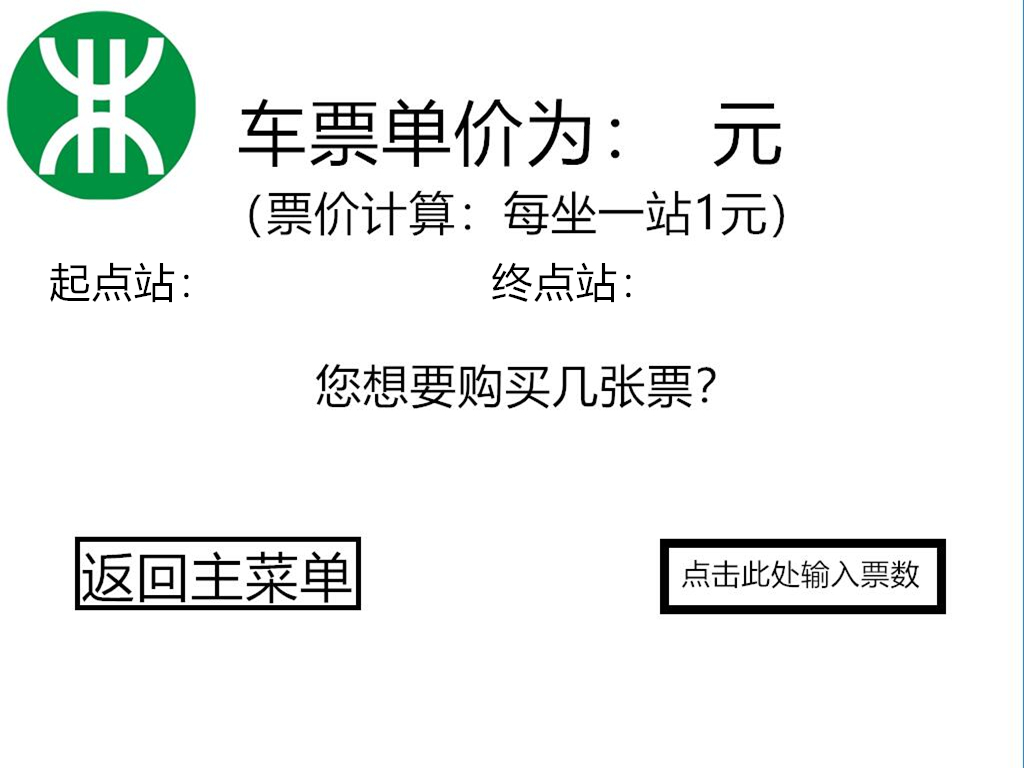 车票单价为： 元
（票价计算：每坐一站1元）
起点站： 终点站：
您想要购买几张票？
返回主菜单 点击此处输入票数